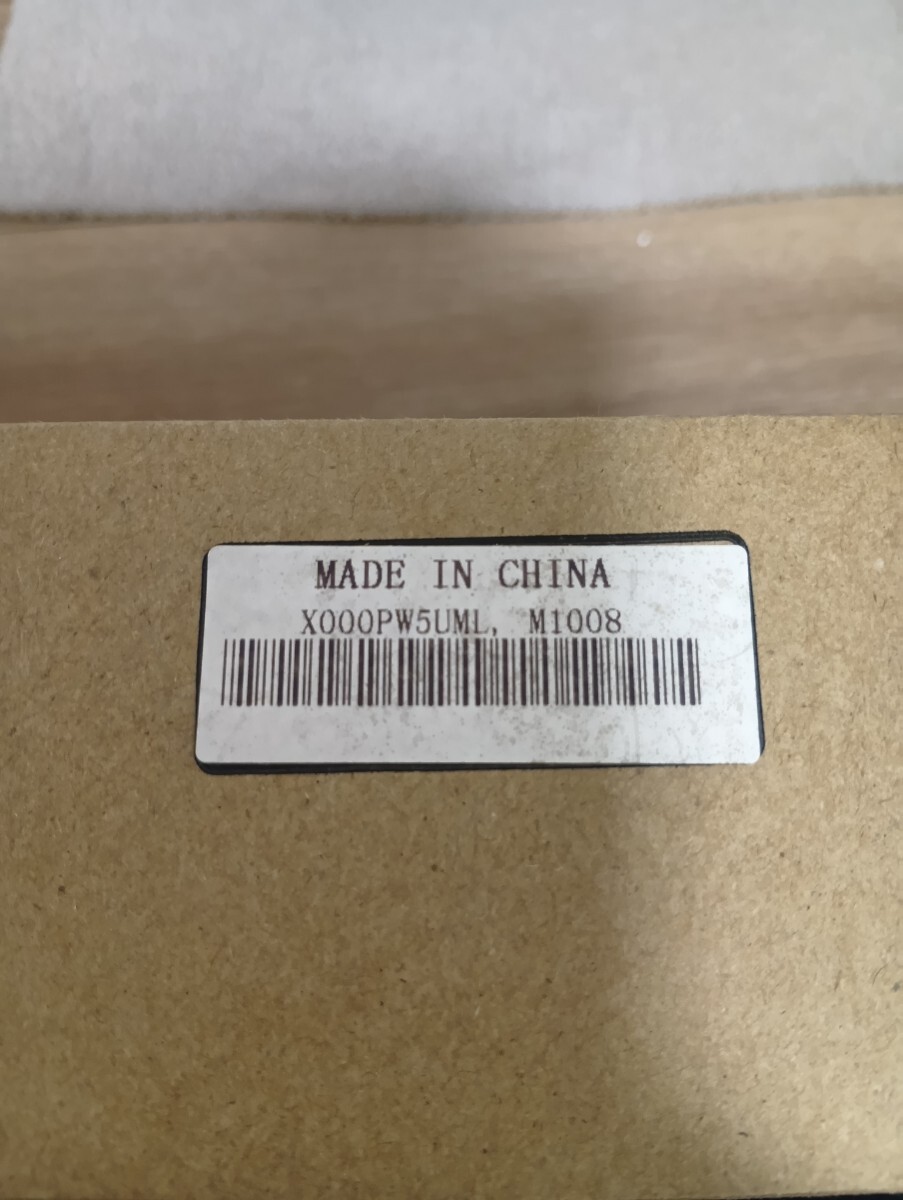 MADE IN CHINA
X000PW5UML, M1008